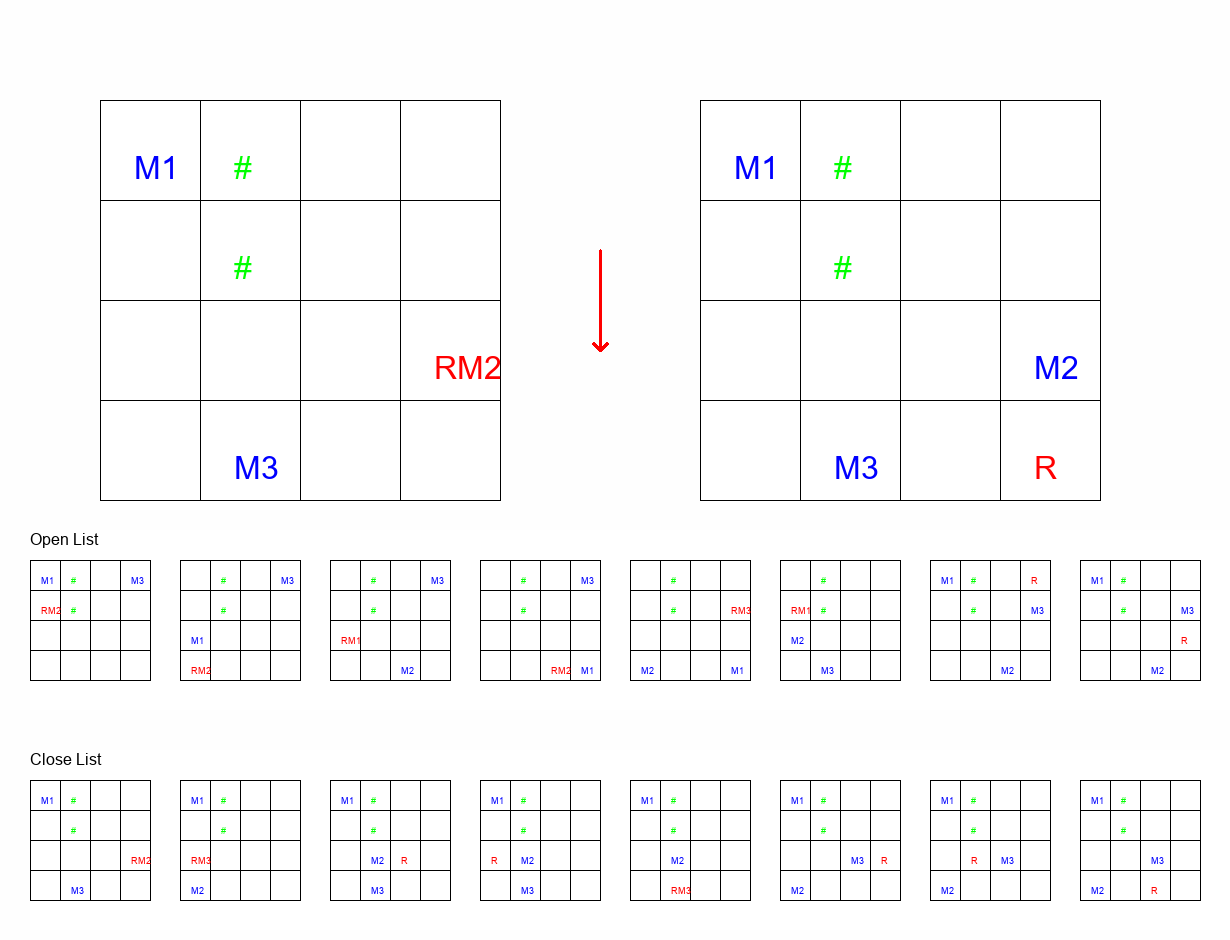 M1 # M1 #
# #
RM2 M2
M3 M3 R
Open List
M1 # M3 # M3 # M3 # M3 # # M1 # R M1 #
RM2 # # # # # RM3 RM1 # # M3 # M3
M1 RM1 M2 R
RM2 M2 RM2 M1 M2 M1 M3 M2 M2
Close List
M1 # M1 # M1 # M1 # M1 # M1 # M1 # M1 #
# # # # # # # #
RM2 RM3 M2 R R M2 M2 M3 R R M3 M3
M3 M2 M3 M3 RM3 M2 M2 M2 R